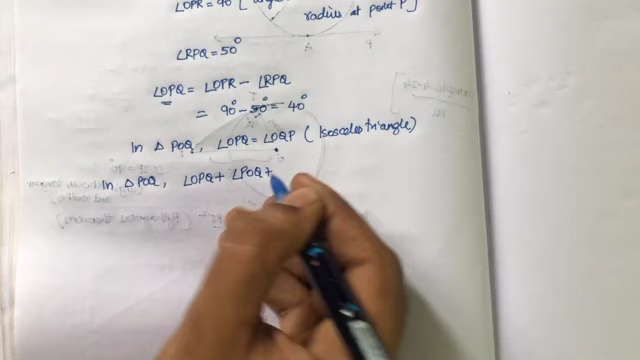 ∠OPR = 90° [
radius at point P]
A
∠RPQ = 50°
∠OPQ = ∠OPR − ∠RPQ
= 90° − 50° = 40°
In △ POQ, ∠OPQ = ∠OQP (Isosceles triangle)
In △ POQ, ∠OPQ + ∠POQ +